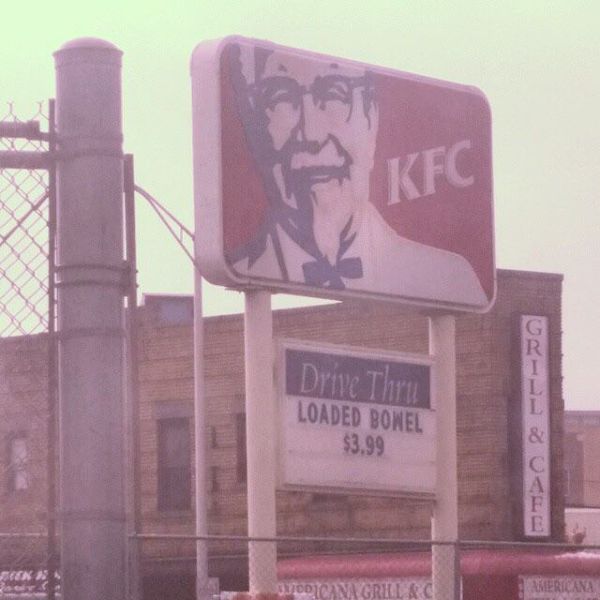 KFC
Drive Thru
LOADED BOWEL
$3.99
GRILL & CAFE
AMERICANA GRILL & C
AMERICANA